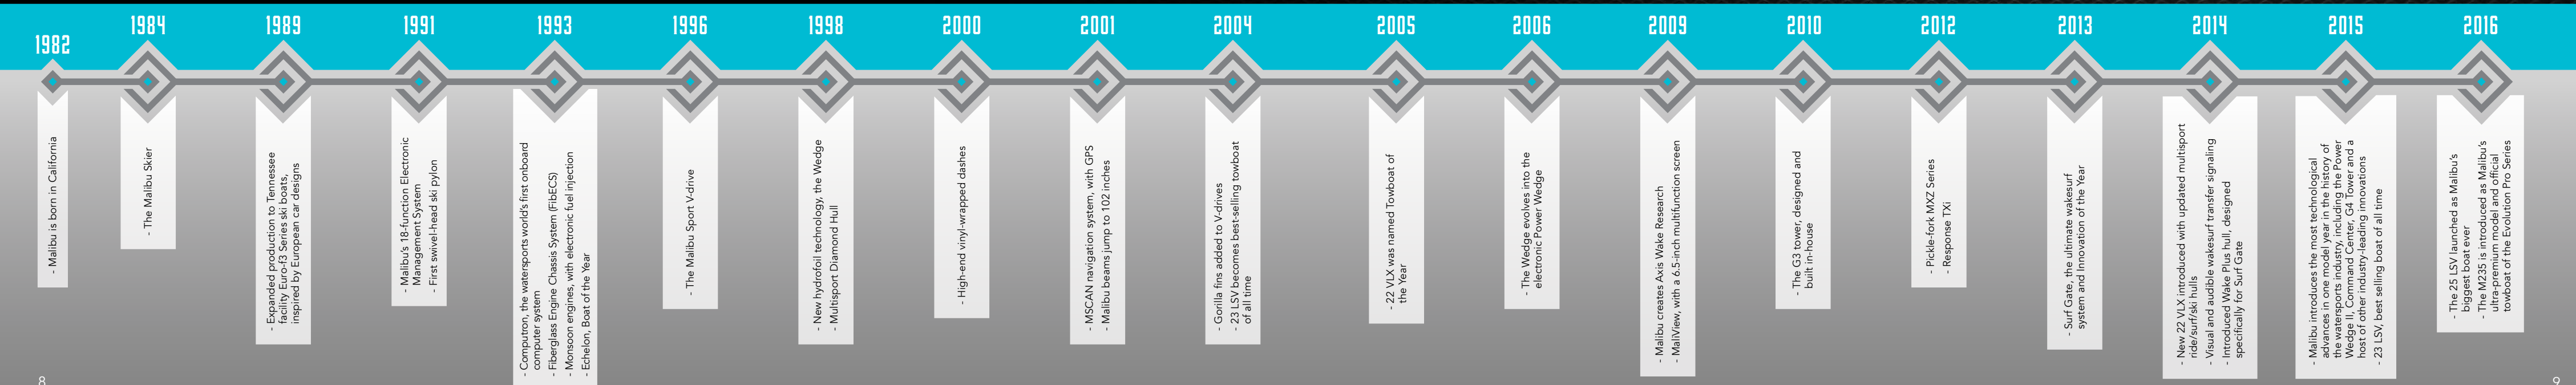 1982
- Malibu is born in California
1984
- The Malibu Skier
1989
- Expanded production to Tennessee
facility Euro-f3 Series ski boats,
inspired by European car designs
1991
- Malibu's 18-function Electronic
Management System
- First swivel-head ski pylon
1993
- Computron, the watersports world's first onboard
computer system
- Fiberglass Engine Chassis System (FibECS)
- Monsoon engines, with electronic fuel injection
- Echelon, Boat of the Year
1996
- The Malibu Sport V-drive
1998
- New hydrofoil technology, the Wedge
- Multisport Diamond Hull
2000
- High-end vinyl-wrapped dashes
2001
- MSCAN navigation system, with GPS
- Malibu beams jump to 102 inches
2004
- Gorilla fins added to V-drives
- 23 LSV becomes best-selling towboat
of all time
2005
- 22 VLX was named Towboat of
the Year
2006
- The Wedge evolves into the
electronic Power Wedge
2009
- Malibu creates Axis Wake Research
- MaliView, with a 6.5-inch multifunction screen
2010
- The G3 tower, designed and
built in-house
2012
- Pickle-fork MXZ Series
- Response TXi
2013
- Surf Gate, the ultimate wakesurf
system and Innovation of the Year
2014
- New 22 VLX introduced with updated multisport
ride/surf/ski hulls
- Visual and audible wakesurf transfer signaling
- Introduced Wake Plus hull, designed
specifically for Surf Gate
2015
- Malibu introduces the most technological
advances in one model year in the history of
the watersports industry, including the Power
Wedge II, Command Center, G4 Tower and a
host of other industry-leading innovations
- 23 LSV, best selling boat of all time
2016
- The 25 LSV launched as Malibu's
biggest boat ever
- The M235 is introduced as Malibu's
ultra-premium model and official
towboat of the Evolution Pro Series
8
9